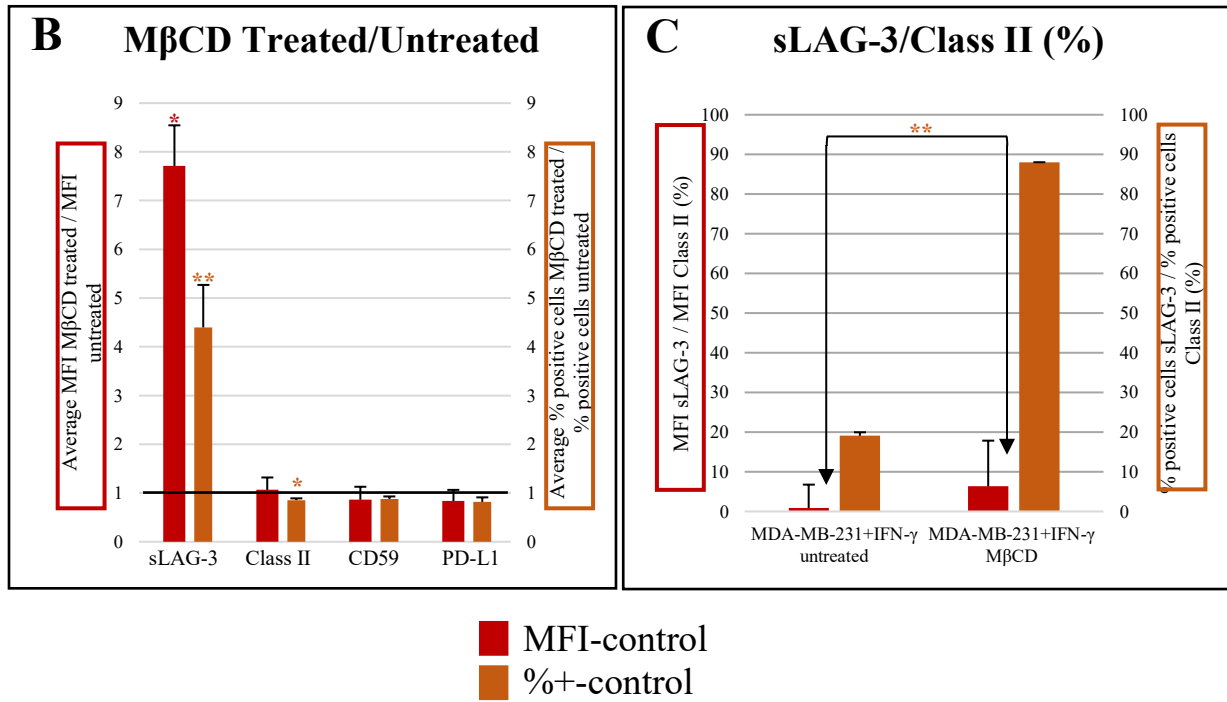 B MβCD Treated/Untreated
Average MFI MβCD treated / MFI
untreated
9
8
7
6
5
4
3
2
1
0
*
**
*
sLAG-3 Class II CD59 PD-L1
9
8
7
6
5
4
3
2
1
0
Average % positive cells MβCD treated /
% positive cells untreated
C sLAG-3/Class II (%)
MFI sLAG-3 / MFI Class II (%)
100
90
80
70
60
50
40
30
20
10
0
**
MDA-MB-231+IFN-γ
untreated
MDA-MB-231+IFN-γ
MβCD
100
90
80
70
60
50
40
30
20
10
0
% positive cells sLAG-3 / % positive cells
Class II (%)
MFI-control
%+-control